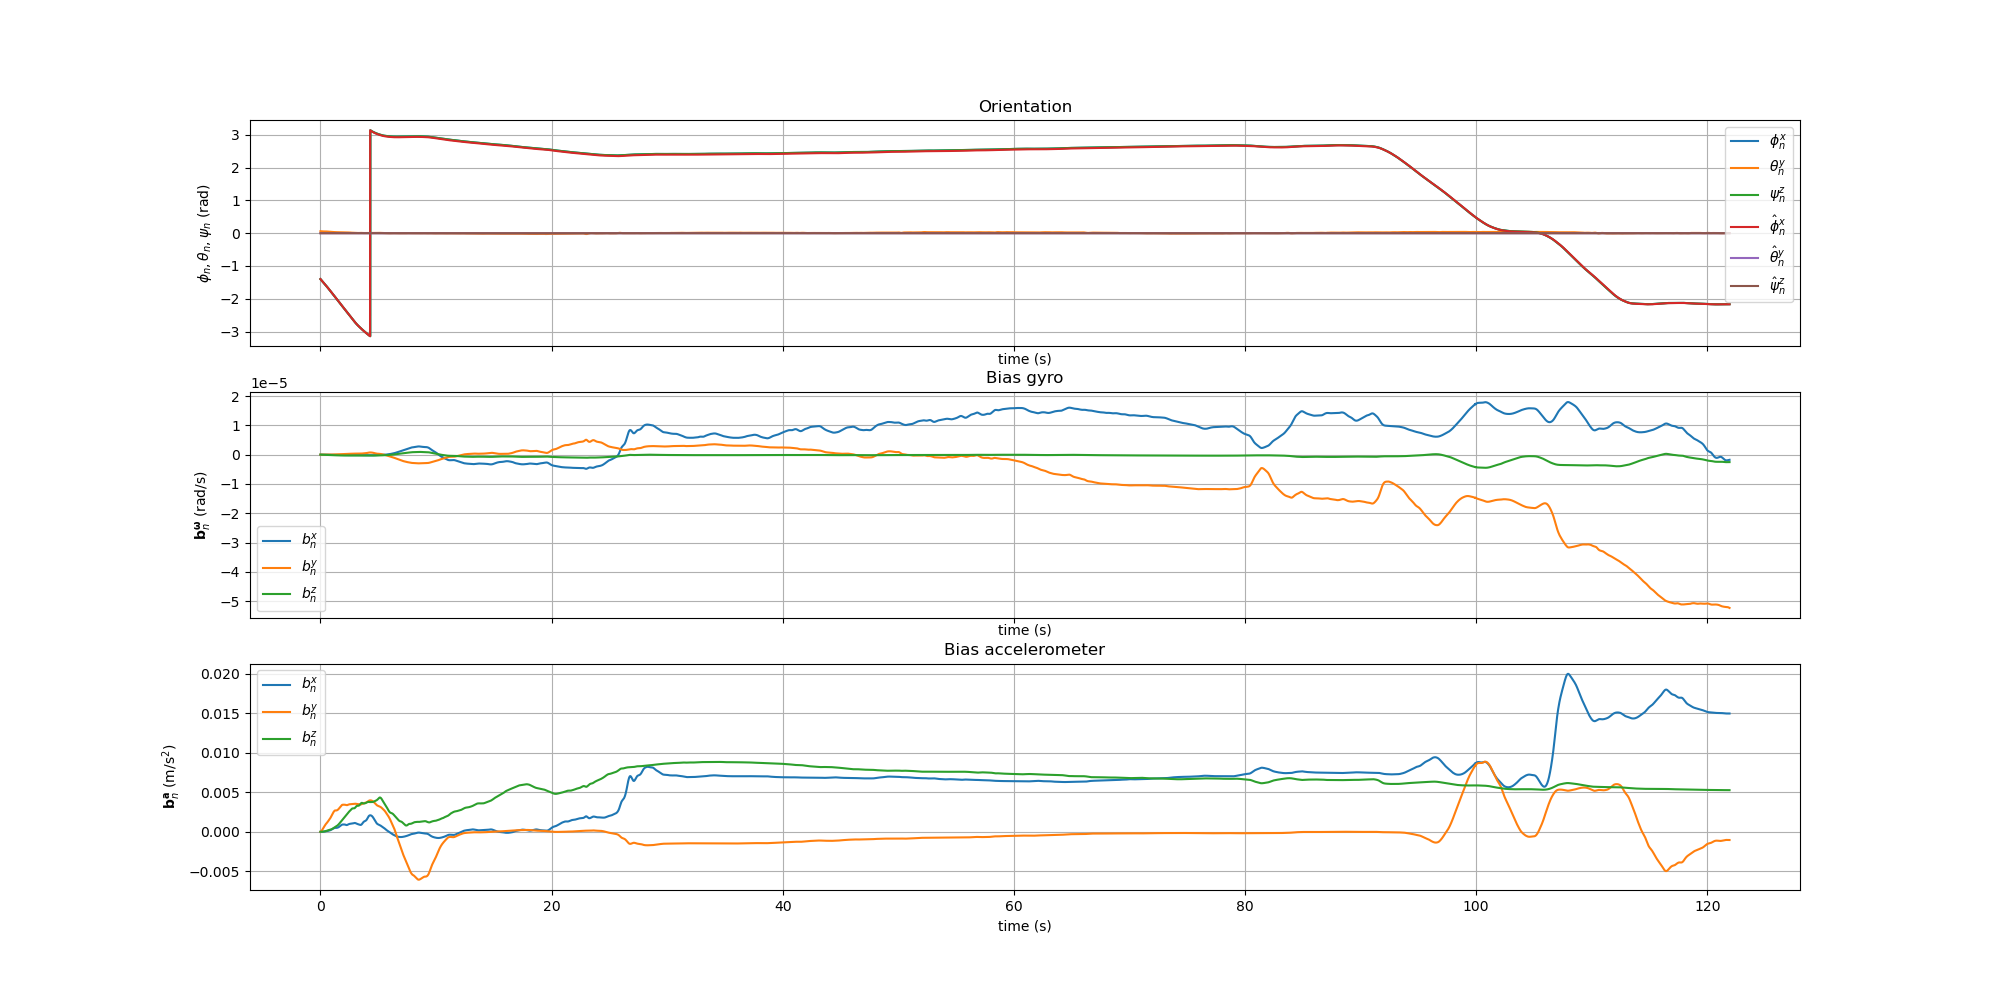 Orientation
ϕₙ, θₙ, ψₙ (rad)
3
2
1
0
−1
−2
−3
ϕₙˣ
θₙʸ
ψₙᶻ
ϕ̂ₙˣ
θ̂ₙʸ
ψ̂ₙᶻ
time (s)
Bias gyro
1e−5
bₙ^ω (rad/s)
2
1
0
−1
−2
−3
−4
−5
bₙˣ
bₙʸ
bₙᶻ
time (s)
Bias accelerometer
bₙᵃ (m/s²)
0.020
0.015
0.010
0.005
0.000
−0.005
bₙˣ
bₙʸ
bₙᶻ
0 20 40 60 80 100 120
time (s)